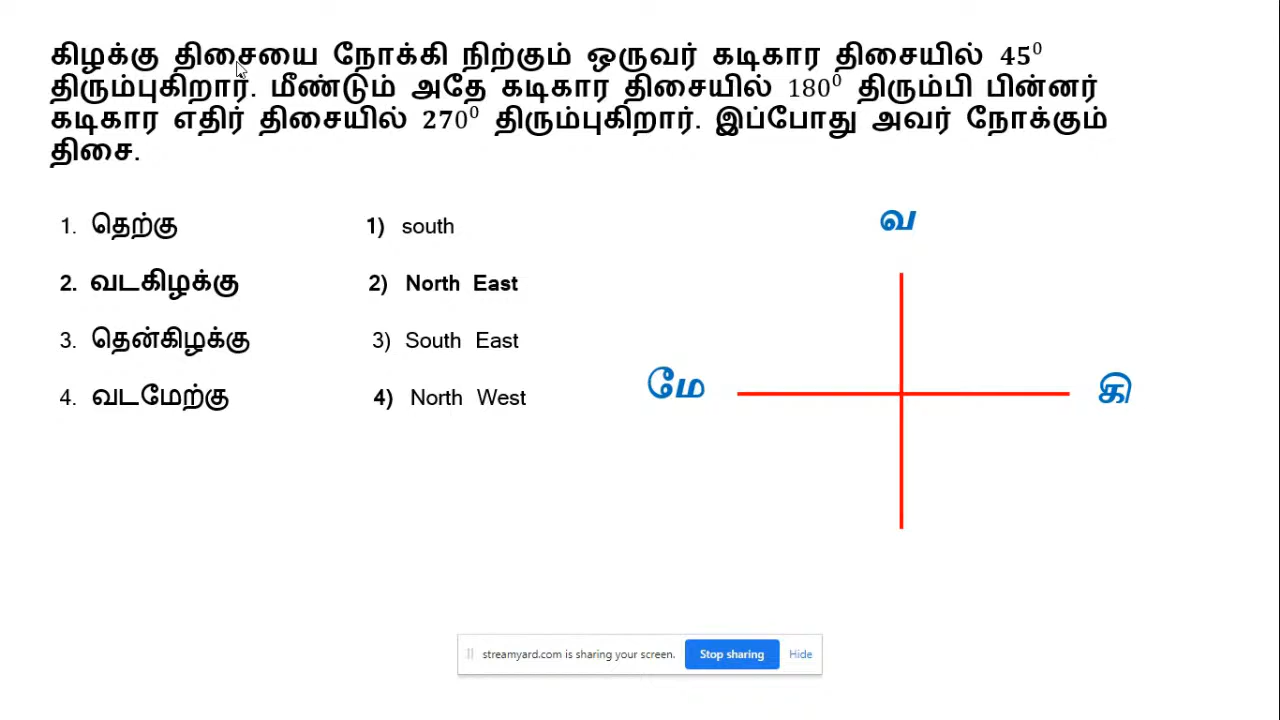 கிழக்கு திசையை நோக்கி நிற்கும் ஒருவர் கடிகார திசையில் 45⁰
திரும்புகிறார். மீண்டும் அதே கடிகார திசையில் 180⁰ திரும்பி பின்னர்
கடிகார எதிர் திசையில் 270⁰ திரும்புகிறார். இப்போது அவர் நோக்கும்
திசை.
1. தெற்கு 1) south
2. வடகிழக்கு 2) North East
3. தென்கிழக்கு 3) South East
4. வடமேற்கு 4) North West
வ
மே
கி
streamyard.com is sharing your screen. Stop sharing Hide